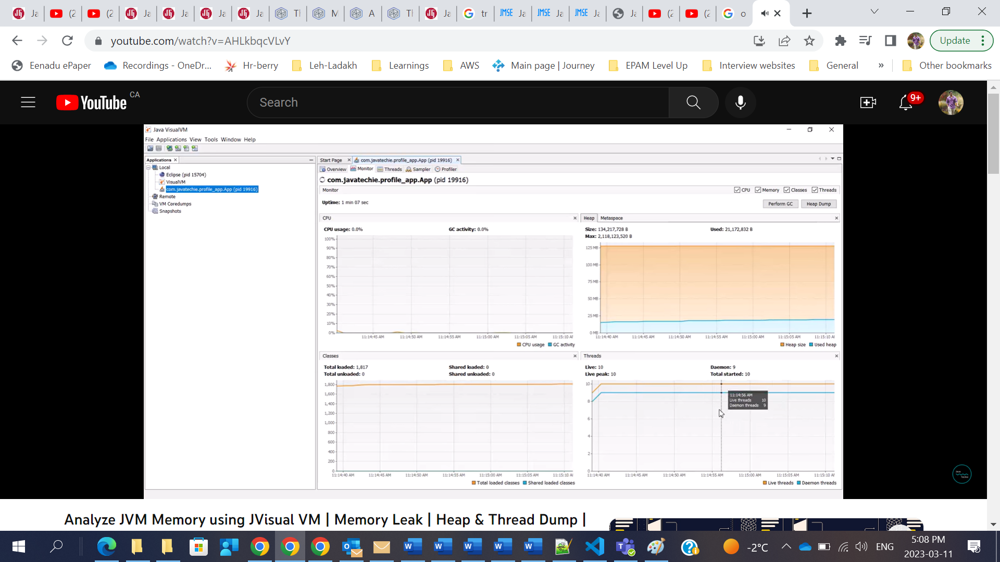 Ja (2 (2 Ja Ja Ja Ja Th M A Th Ja tr JMSE Ja JMSE Ja JMSE Ja Ja (2 (2 o
youtube.com/watch?v=AHLkbqcVLvY
Update
Eenadu ePaper Recordings - OneDr... Hr-berry Leh-Ladakh Learnings AWS Main page | Journey EPAM Level Up Interview websites General » Other bookmarks
YouTube CA
Search
9+
Java VisualVM
File Applications View Tools Window Help
Applications
Local
Eclipse (pid 15704)
VisualVM
com.javatechie.profile_app.App (pid 19916)
Remote
VM Coredumps
Snapshots
Start Page com.javatechie.profile_app.App (pid 19916)
Overview Monitor Threads Sampler Profiler
com.javatechie.profile_app.App (pid 19916)
Monitor CPU Memory Classes Threads
Uptime: 1 min 07 sec Perform GC Heap Dump
CPU
CPU usage: 0.0% GC activity: 0.0%
100%
90%
80%
70%
60%
50%
40%
30%
20%
10%
0%
11:14:45 AM 11:14:50 AM 11:14:55 AM 11:15:00 AM 11:15:05 AM 11:15:10 AM
CPU usage GC activity
Heap Metaspace
Size: 134,217,728 B Used: 21,172,832 B
Max: 2,118,123,520 B
125 MB
100 MB
75 MB
50 MB
25 MB
0 MB
11:14:40 AM 11:14:45 AM 11:14:50 AM 11:14:55 AM 11:15:00 AM 11:15:05 AM 11:15:10 AM
Heap size Used heap
Classes
Total loaded: 1,817 Shared loaded: 0
Total unloaded: 0 Shared unloaded: 0
1,800
1,600
1,400
1,200
1,000
800
600
400
200
0
11:14:40 AM 11:14:45 AM 11:14:50 AM 11:14:55 AM 11:15:00 AM 11:15:05 AM 11:15:10 AM
Total loaded classes Shared loaded classes
Threads
Live: 10 Daemon: 9
Live peak: 10 Total started: 10
10
8
6
4
2
0
11:14:56 AM
Live threads 10
Daemon threads 9
11:14:40 AM 11:14:45 AM 11:14:50 AM 11:14:55 AM 11:15:00 AM 11:15:05 AM 11:15:10 AM
Live threads Daemon threads
Java
Techie
Analyze JVM Memory using JVisual VM | Memory Leak | Heap & Thread Dump |
-2°C ENG 5:08 PM
2023-03-11